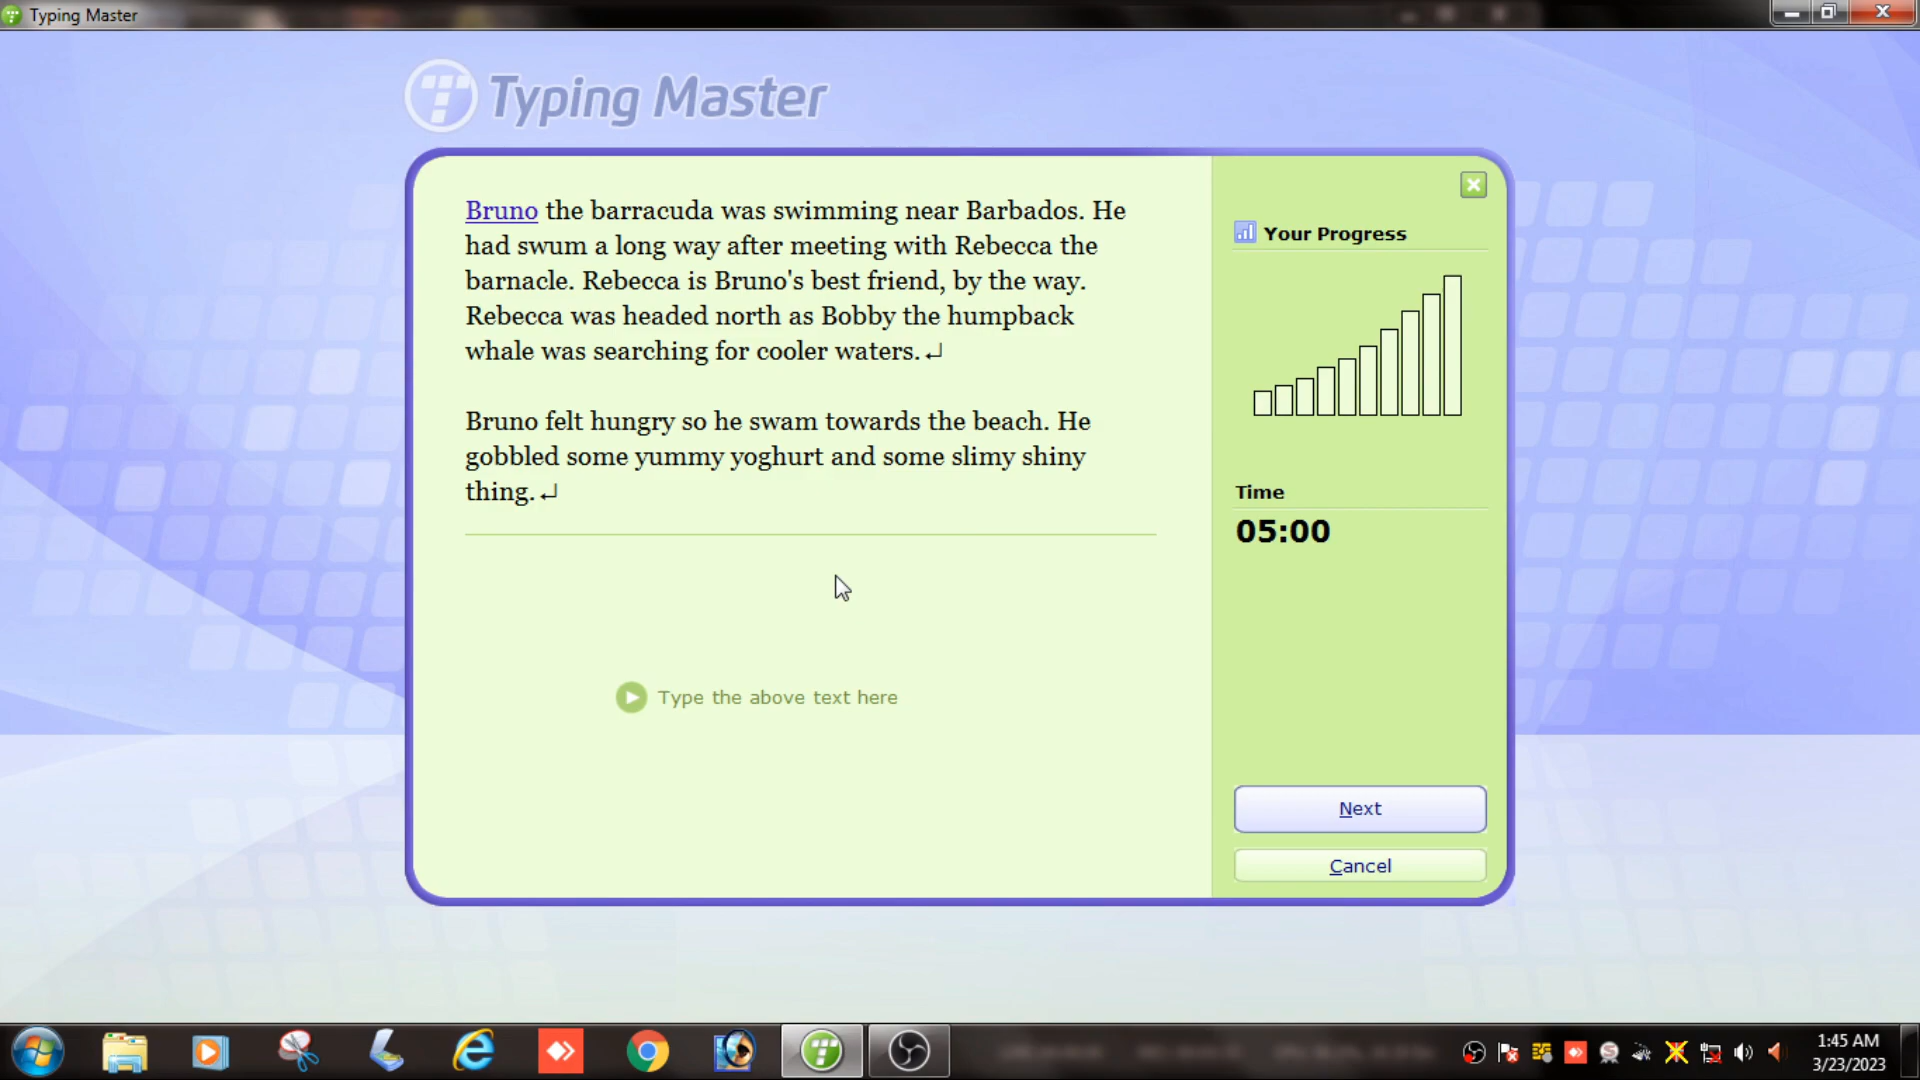 Typing Master
Typing Master
Bruno the barracuda was swimming near Barbados. He
had swum a long way after meeting with Rebecca the
barnacle. Rebecca is Bruno's best friend, by the way.
Rebecca was headed north as Bobby the humpback
whale was searching for cooler waters.↵
Bruno felt hungry so he swam towards the beach. He
gobbled some yummy yoghurt and some slimy shiny
thing.↵
Type the above text here
Your Progress
Time
05:00
Next
Cancel
1:45 AM
3/23/2023